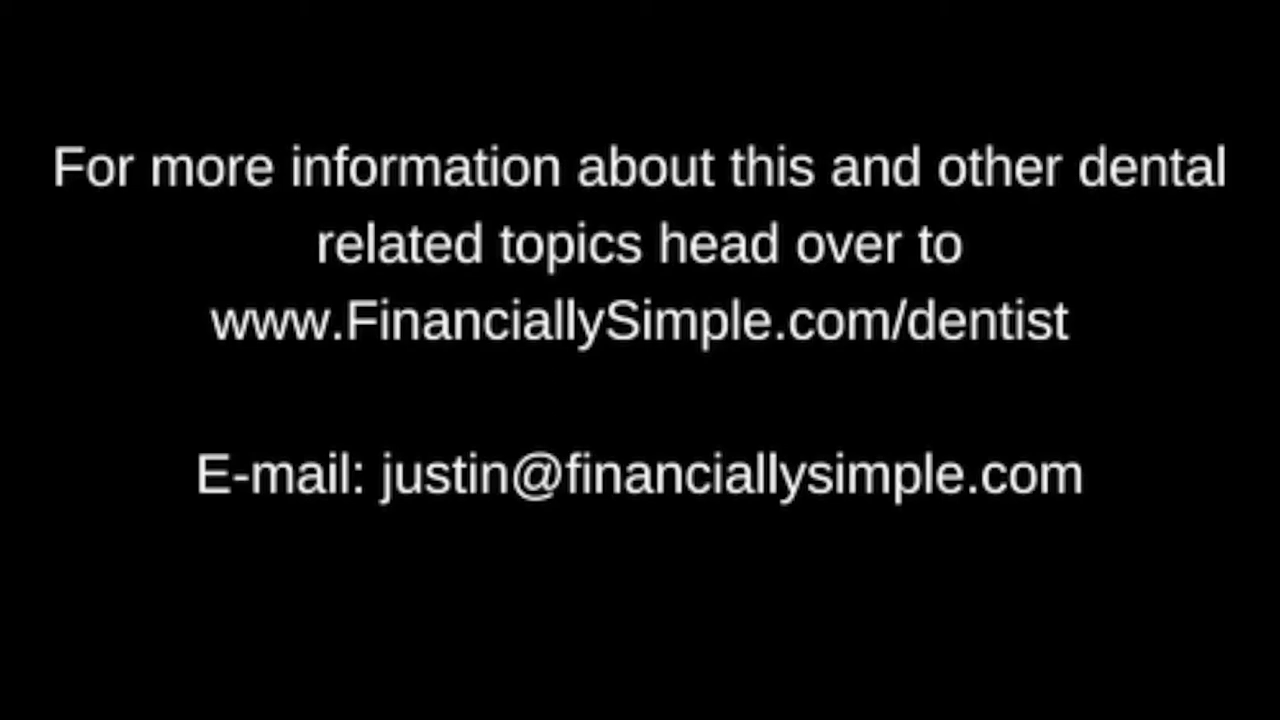 For more information about this and other dental
related topics head over to
www.FinanciallySimple.com/dentist
E-mail: justin@financiallysimple.com